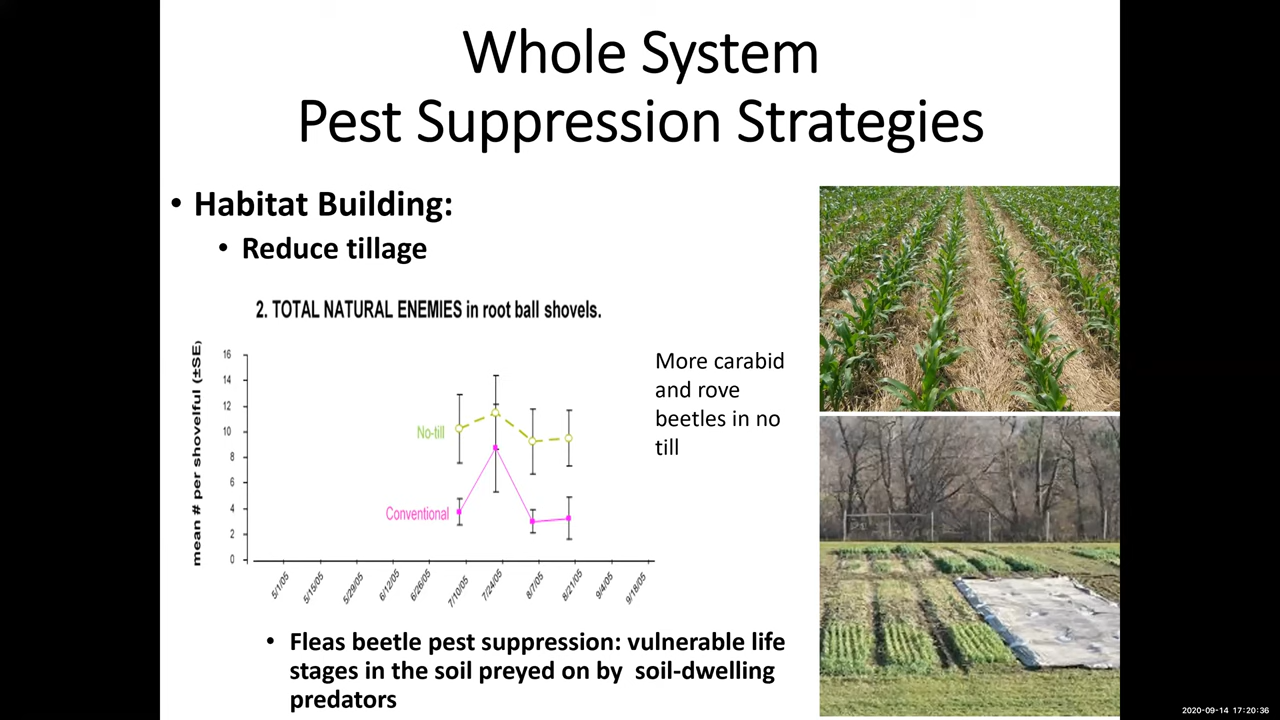 Whole System
Pest Suppression Strategies
• Habitat Building:
• Reduce tillage
2. TOTAL NATURAL ENEMIES in root ball shovels.
mean # per shovelful (±SE)
16
14
12
10
8
6
4
2
0
No-till
Conventional
5/1/05
5/15/05
5/29/05
6/12/05
6/26/05
7/10/05
7/24/05
8/7/05
8/21/05
9/4/05
9/18/05
More carabid
and rove
beetles in no
till
• Fleas beetle pest suppression: vulnerable life
stages in the soil preyed on by soil-dwelling
predators
2020-09-14 17:20:36